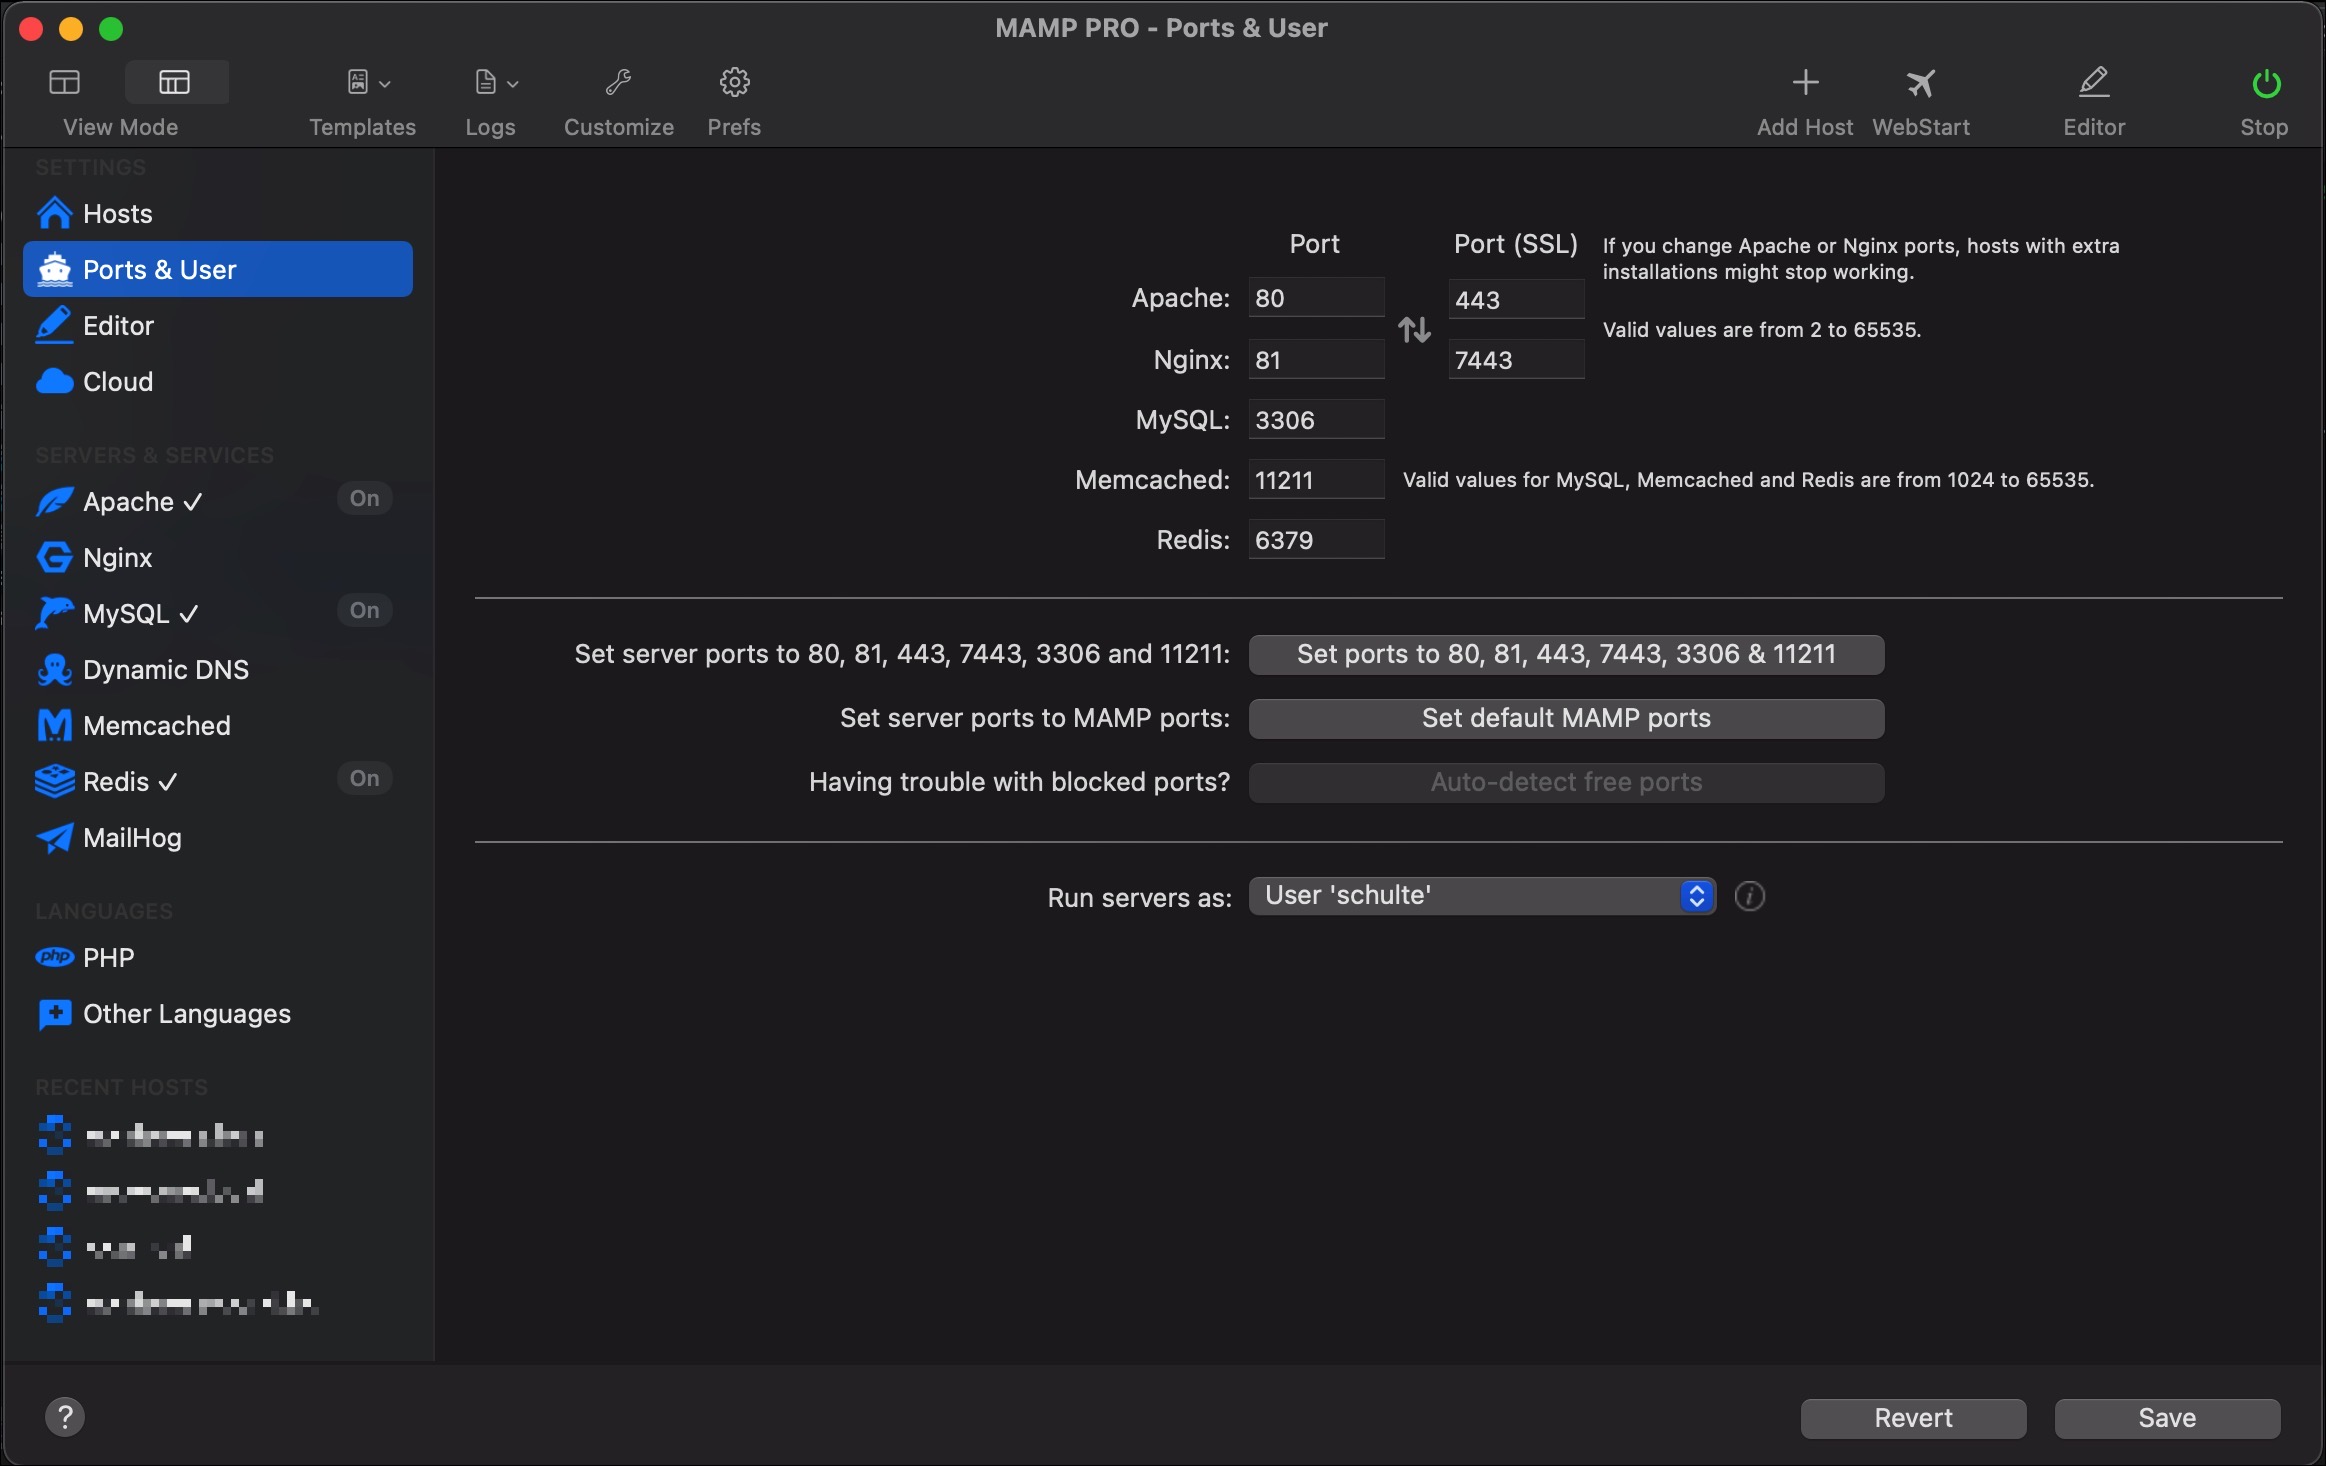 MAMP PRO - Ports & User
View Mode
Templates
Logs
Customize
Prefs
Add Host
WebStart
Editor
Stop
SETTINGS
Hosts
Ports & User
Editor
Cloud
SERVERS & SERVICES
Apache ✓ On
Nginx
MySQL ✓ On
Dynamic DNS
Memcached
Redis ✓ On
MailHog
LANGUAGES
php PHP
Other Languages
RECENT HOSTS
Port Port (SSL)
If you change Apache or Nginx ports, hosts with extra
installations might stop working.
Valid values are from 2 to 65535.
Apache: 80 443
Nginx: 81 7443
MySQL: 3306
Memcached: 11211 Valid values for MySQL, Memcached and Redis are from 1024 to 65535.
Redis: 6379
Set server ports to 80, 81, 443, 7443, 3306 and 11211: Set ports to 80, 81, 443, 7443, 3306 & 11211
Set server ports to MAMP ports: Set default MAMP ports
Having trouble with blocked ports? Auto-detect free ports
Run servers as: User 'schulte' i
? Revert Save